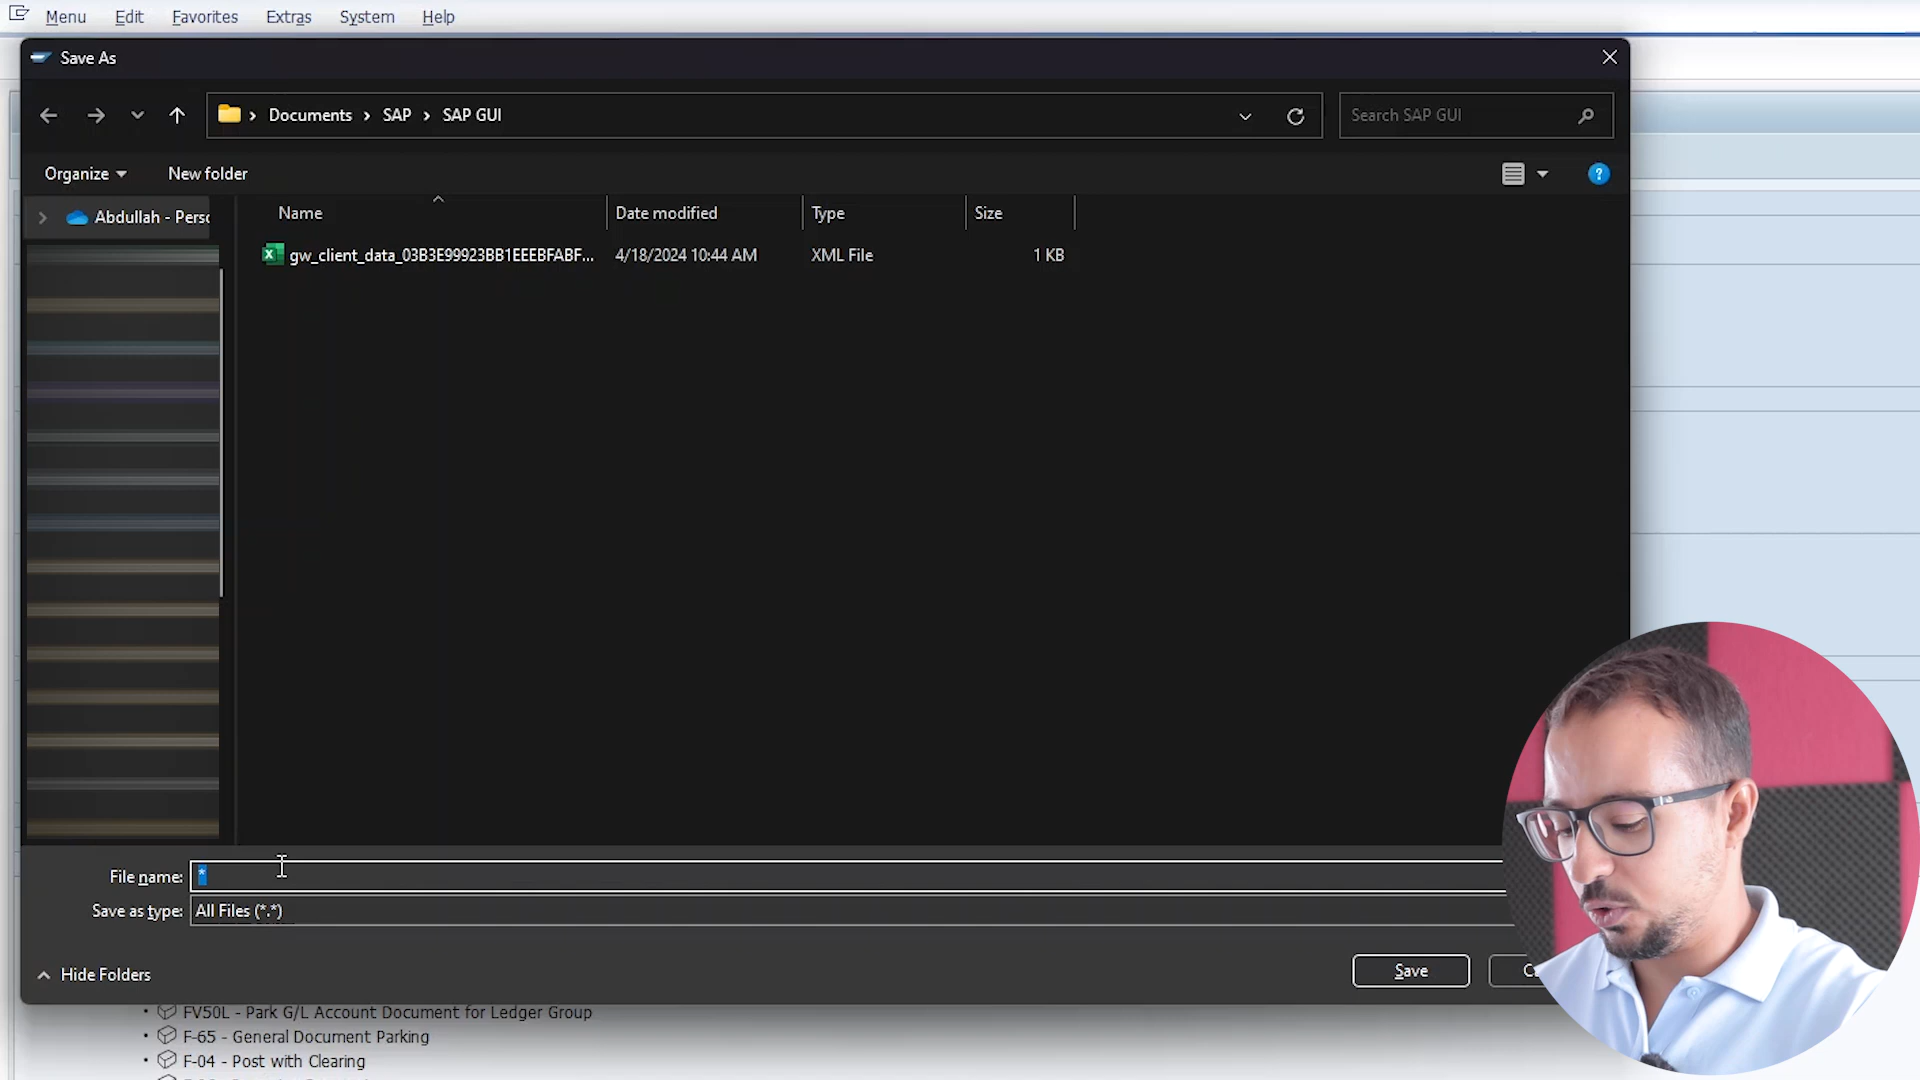 Menu Edit Favorites Extras System Help
Save As
Documents > SAP > SAP GUI
Search SAP GUI
Organize New folder
?
Abdullah - Perso
Name Date modified Type Size
gw_client_data_03B3E99923BB1EEEBFABF... 4/18/2024 10:44 AM XML File 1 KB
File name: *
Save as type: All Files (*.*)
Hide Folders
Save
FV50L - Park G/L Account Document for Ledger Group
F-65 - General Document Parking
F-04 - Post with Clearing